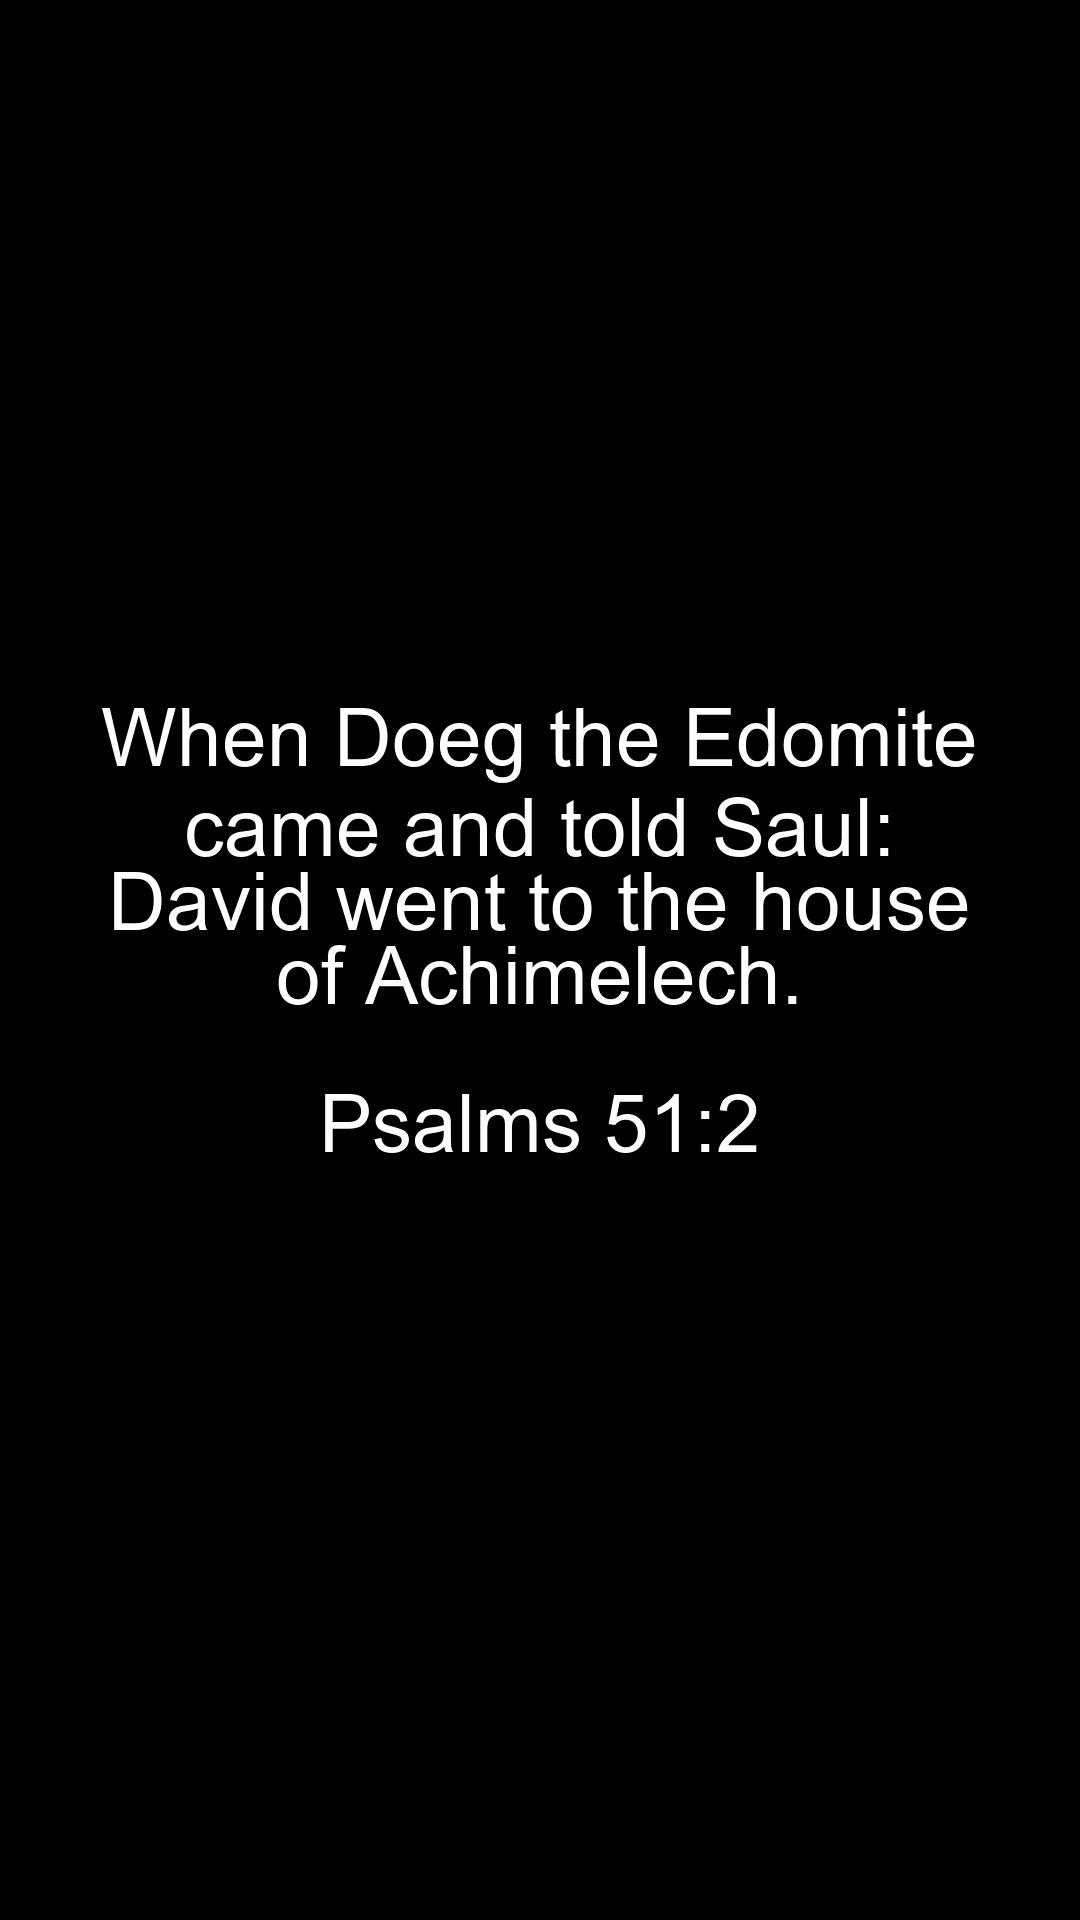 When Doeg the Edomite
came and told Saul:
David went to the house
of Achimelech.
Psalms 51:2